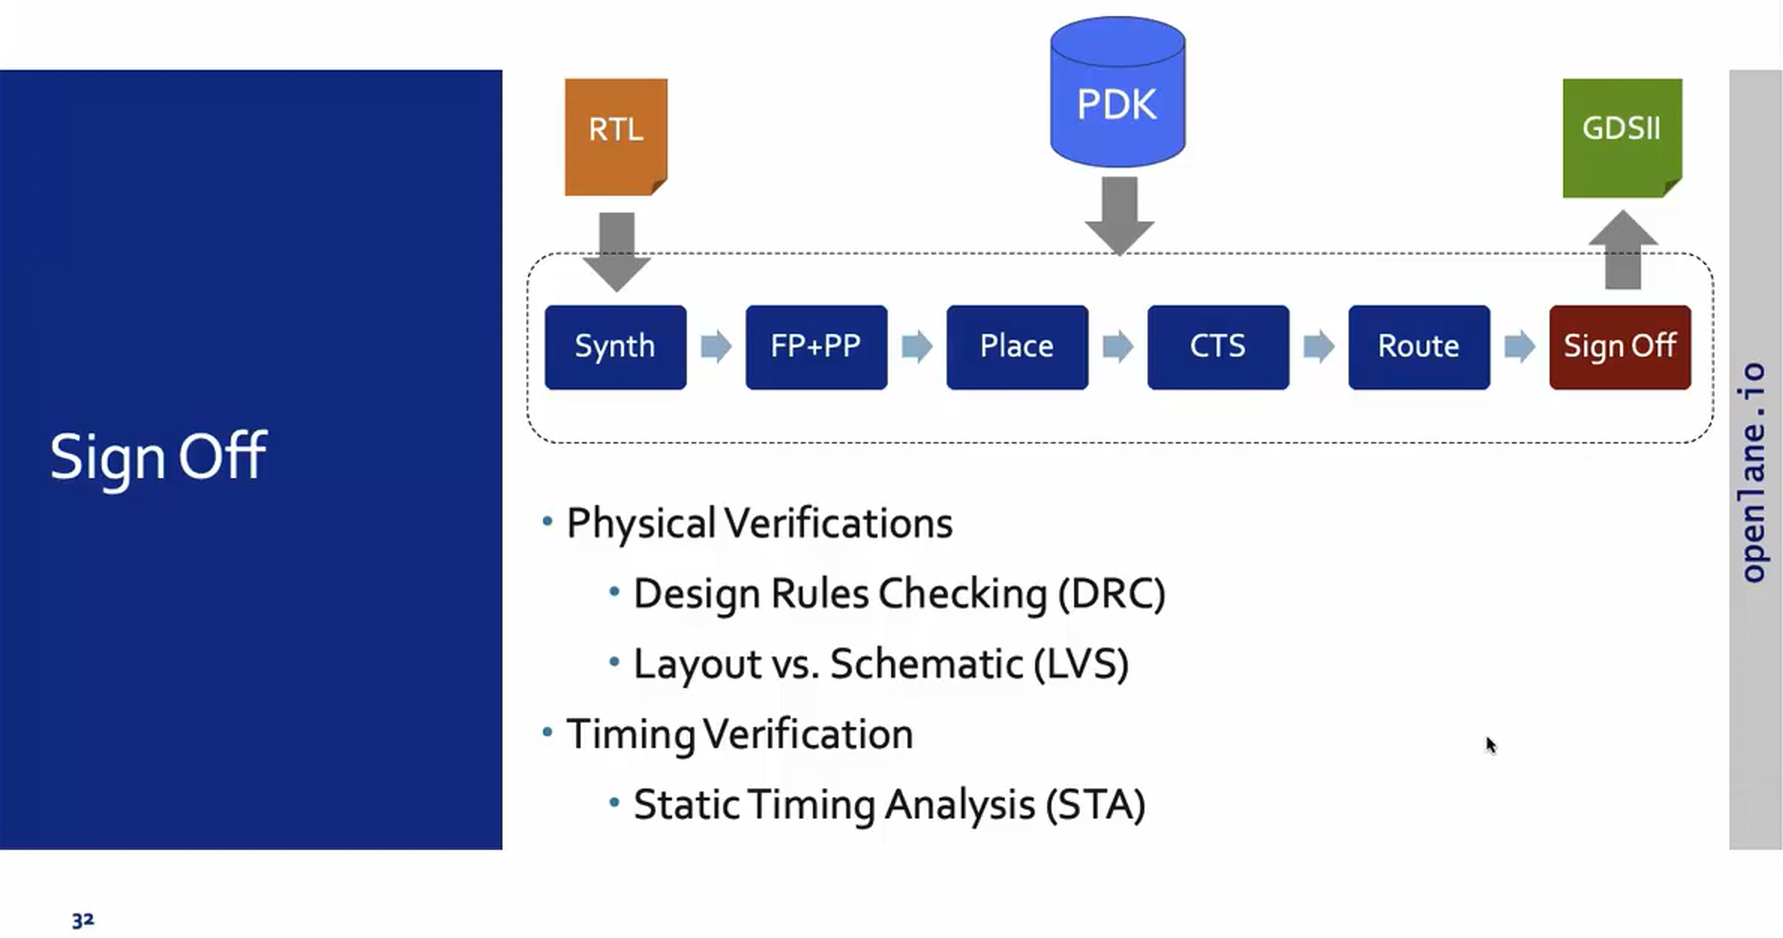 PDK
RTL
GDSII
Synth
FP+PP
Place
CTS
Route
Sign Off
Sign Off
• Physical Verifications
• Design Rules Checking (DRC)
• Layout vs. Schematic (LVS)
• Timing Verification
• Static Timing Analysis (STA)
openlane.io
32